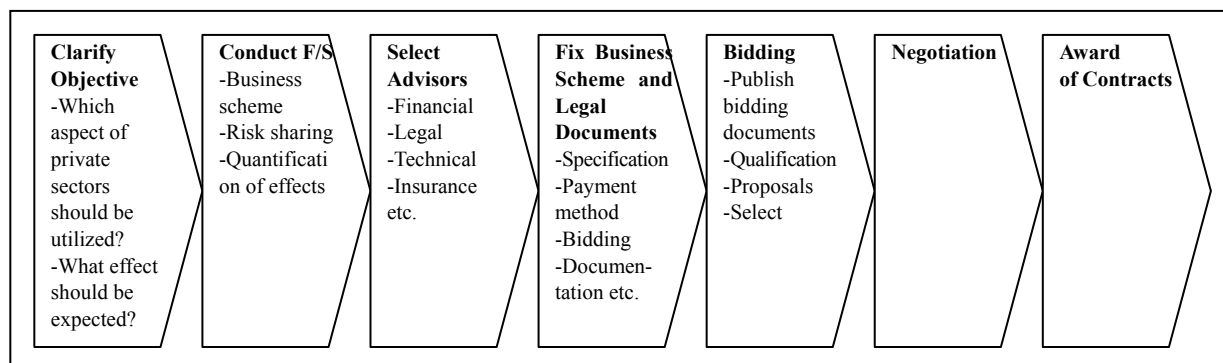 Clarify
Objective
-Which
aspect of
private
sectors
should be
utilized?
-What effect
should be
expected?
Conduct F/S
-Business
scheme
-Risk sharing
-Quantificati
on of effects
Select
Advisors
-Financial
-Legal
-Technical
-Insurance
etc.
Fix Business
Scheme and
Legal
Documents
-Specification
-Payment
method
-Bidding
-Documen-
tation etc.
Bidding
-Publish
bidding
documents
-Qualification
-Proposals
-Select
Negotiation
Award
of Contracts